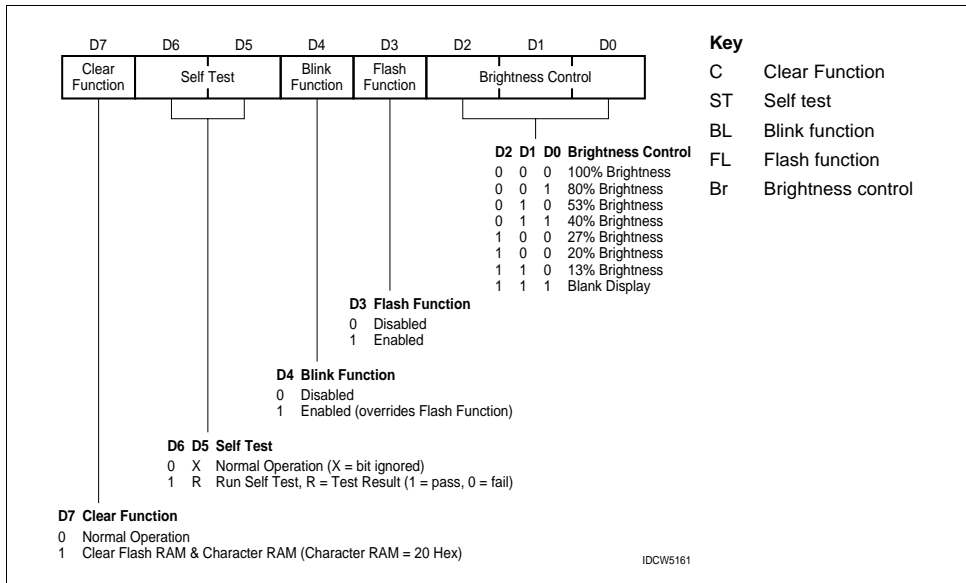 D7 D6 D5 D4 D3 D2 D1 D0
Clear Function Self Test Blink Function Flash Function Brightness Control
D2 D1 D0 Brightness Control
0 0 0 100% Brightness
0 0 1 80% Brightness
0 1 0 53% Brightness
0 1 1 40% Brightness
1 0 0 27% Brightness
1 0 0 20% Brightness
1 1 0 13% Brightness
1 1 1 Blank Display
D3 Flash Function
0 Disabled
1 Enabled
D4 Blink Function
0 Disabled
1 Enabled (overrides Flash Function)
D6 D5 Self Test
0 X Normal Operation (X = bit ignored)
1 R Run Self Test, R = Test Result (1 = pass, 0 = fail)
D7 Clear Function
0 Normal Operation
1 Clear Flash RAM & Character RAM (Character RAM = 20 Hex)
IDCW5161
Key
C Clear Function
ST Self test
BL Blink function
FL Flash function
Br Brightness control